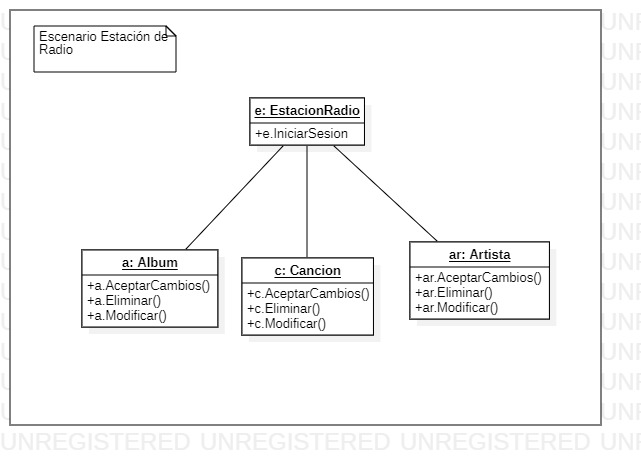 Escenario Estación de
Radio
e: EstacionRadio
+e.IniciarSesion
a: Album
+a.AceptarCambios()
+a.Eliminar()
+a.Modificar()
c: Cancion
+c.AceptarCambios()
+c.Eliminar()
+c.Modificar()
ar: Artista
+ar.AceptarCambios()
+ar.Eliminar()
+ar.Modificar()
UNREGISTERED UNREGISTERED UNREGISTERED UNR